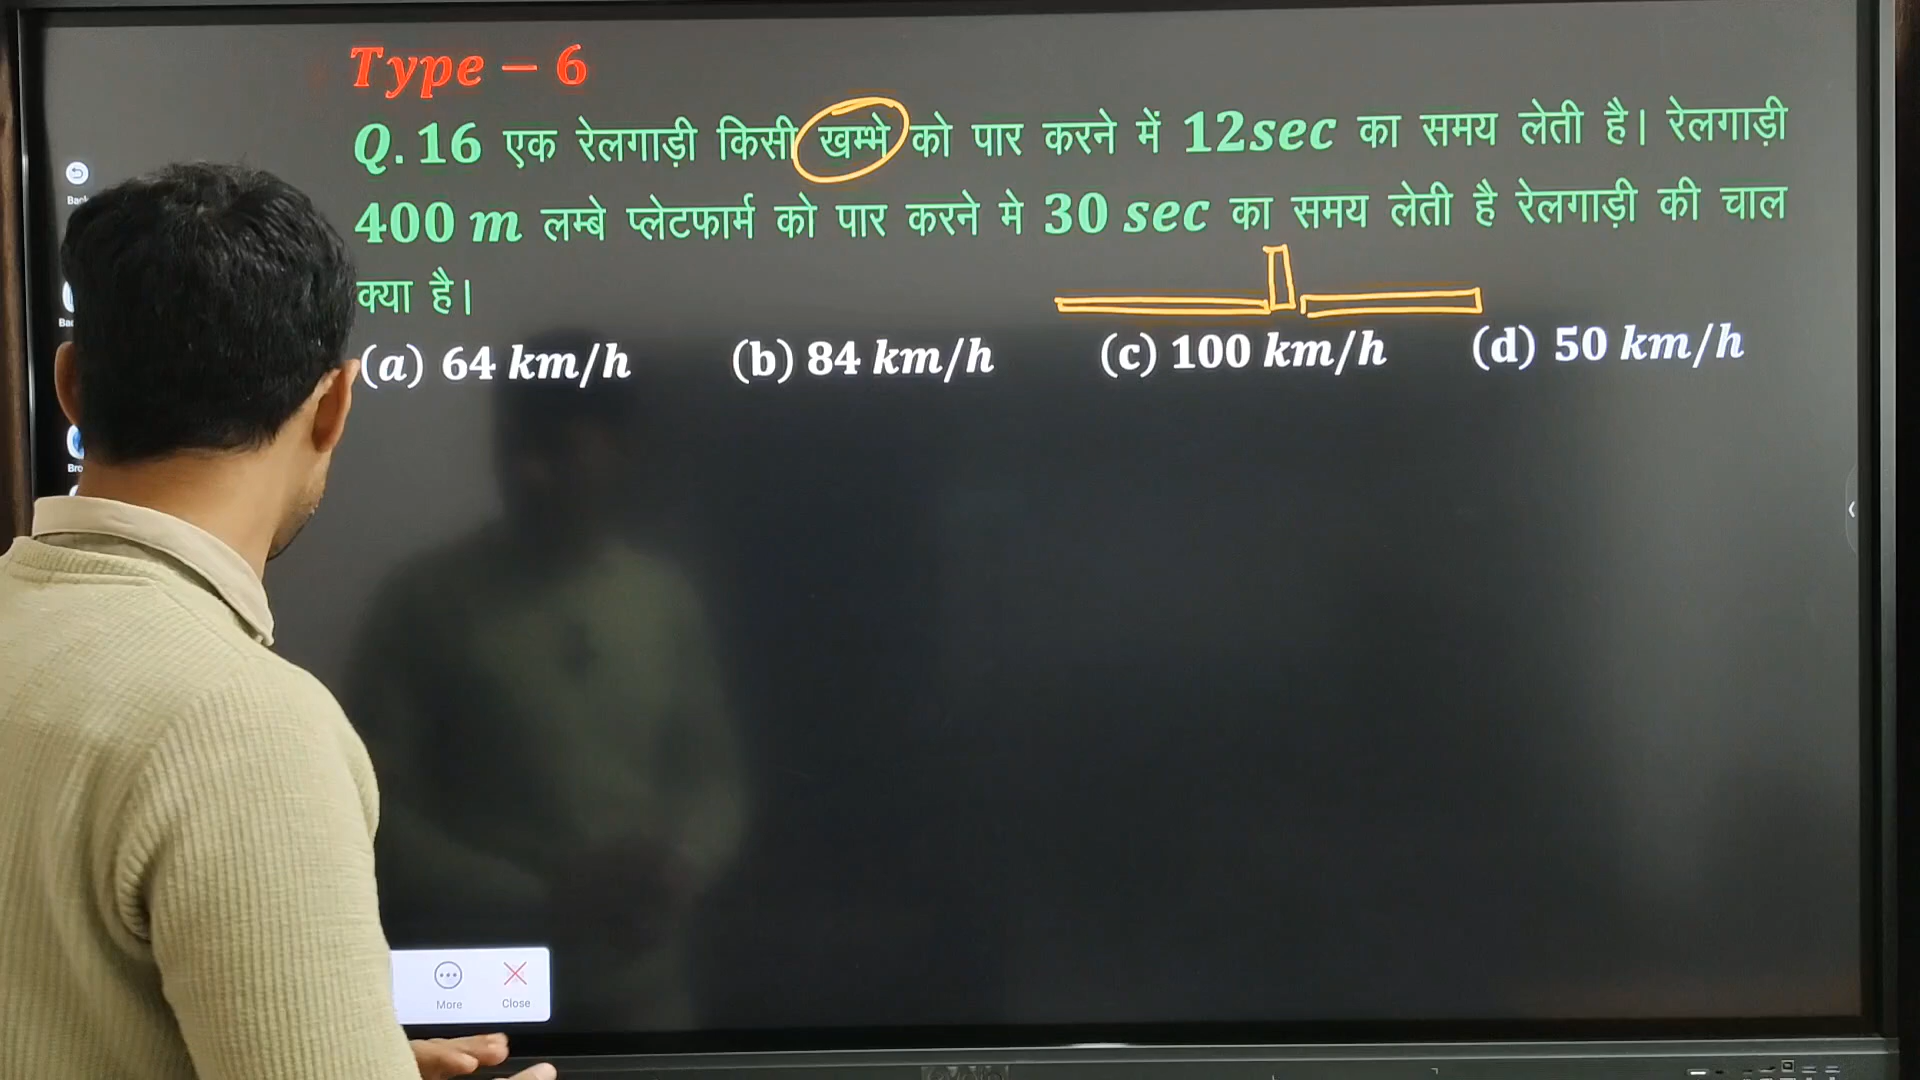 Type – 6
Q. 16 एक रेलगाड़ी किसी खम्भे को पार करने में 12sec का समय लेती है। रेलगाड़ी
400 m लम्बे प्लेटफार्म को पार करने मे 30 sec का समय लेती है रेलगाड़ी की चाल
क्या है।
(a) 64 km/h (b) 84 km/h (c) 100 km/h (d) 50 km/h
More Close